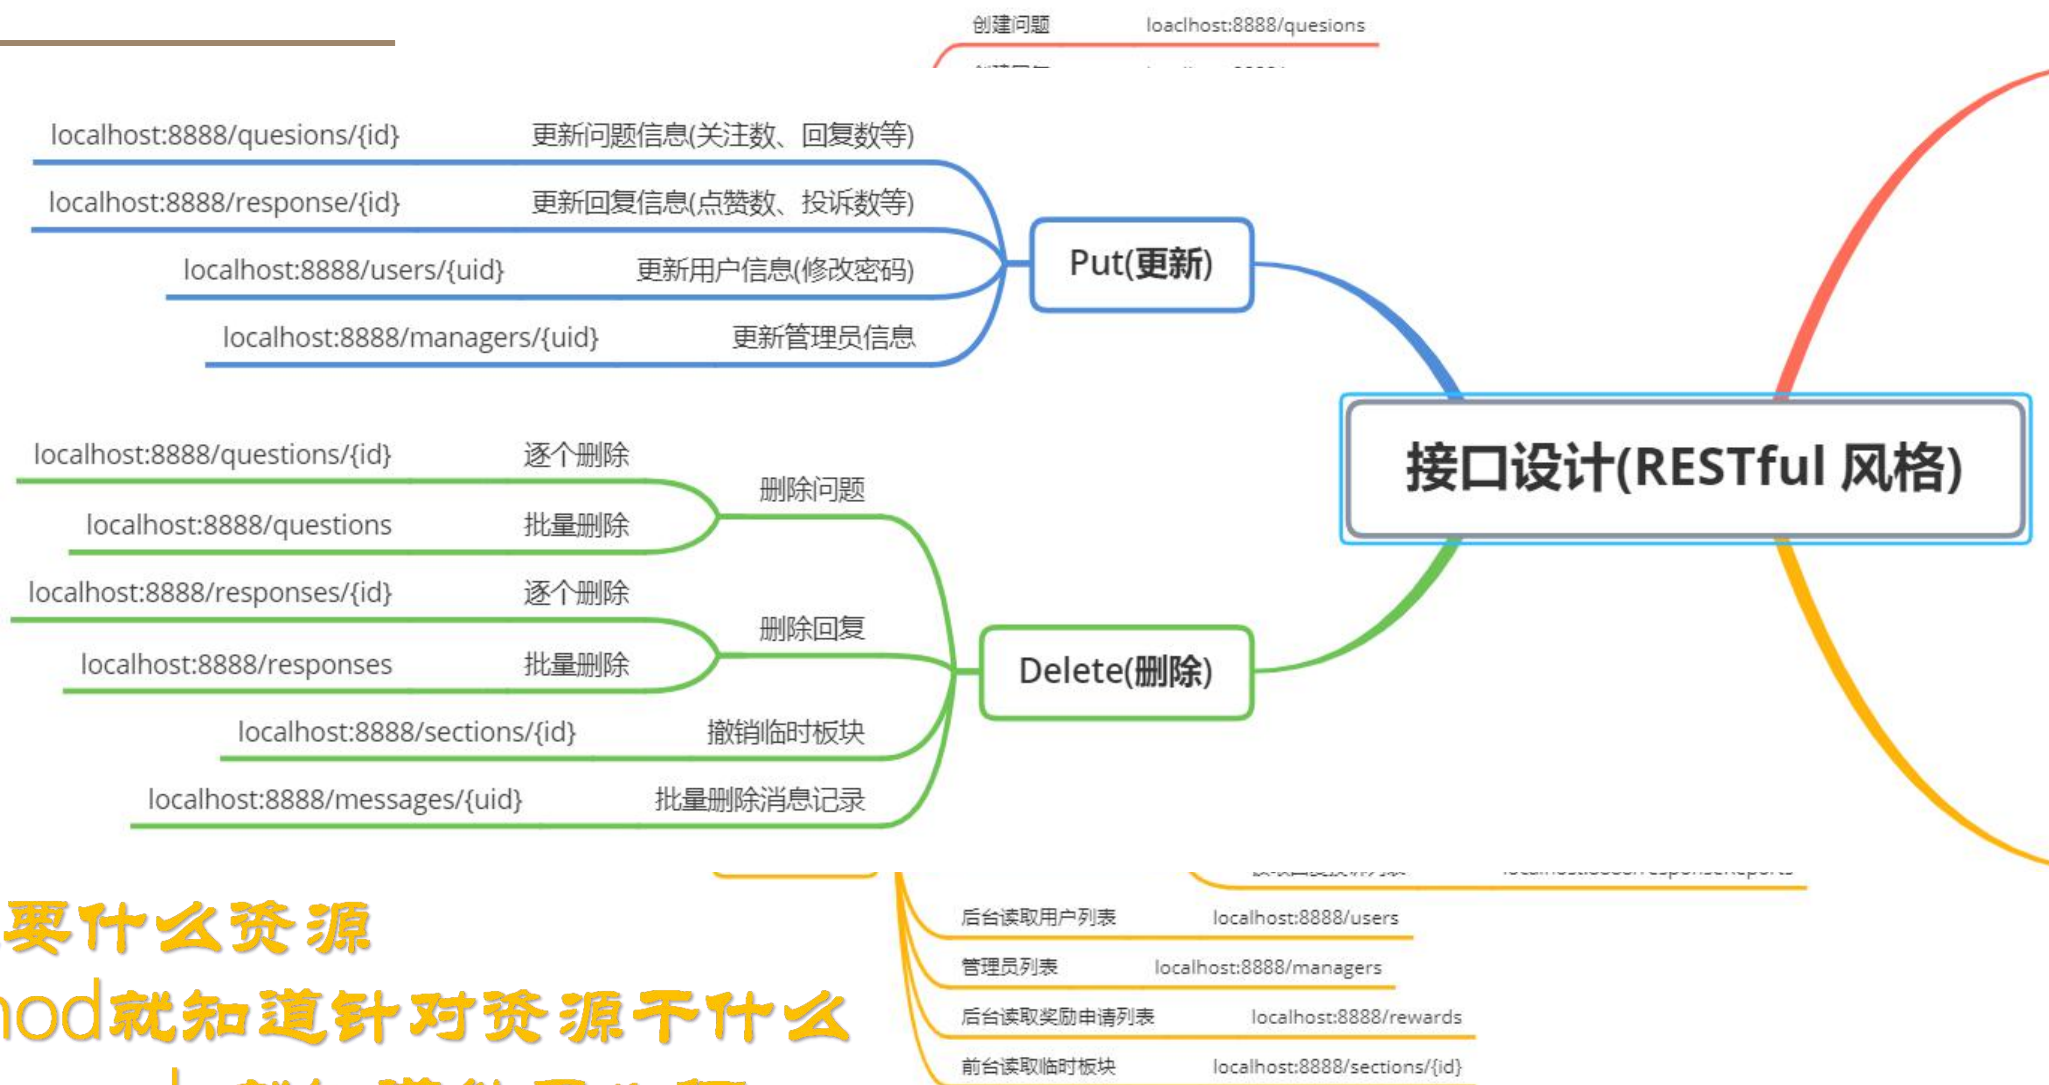 创建问题 loaclhost:8888/quesions
localhost:8888/quesions/{id} 更新问题信息(关注数、回复数等)
localhost:8888/response/{id} 更新回复信息(点赞数、投诉数等)
localhost:8888/users/{uid} 更新用户信息(修改密码)
localhost:8888/managers/{uid} 更新管理员信息
Put(更新)
接口设计(RESTful 风格)
localhost:8888/questions/{id} 逐个删除
localhost:8888/questions 批量删除
删除问题
localhost:8888/responses/{id} 逐个删除
localhost:8888/responses 批量删除
删除回复
localhost:8888/sections/{id} 撤销临时板块
localhost:8888/messages/{uid} 批量删除消息记录
Delete(删除)
后台读取用户列表 localhost:8888/users
管理员列表 localhost:8888/managers
后台读取奖励申请列表 localhost:8888/rewards
前台读取临时板块 localhost:8888/sections/{id}
要什么资源
hod就知道针对资源干什么